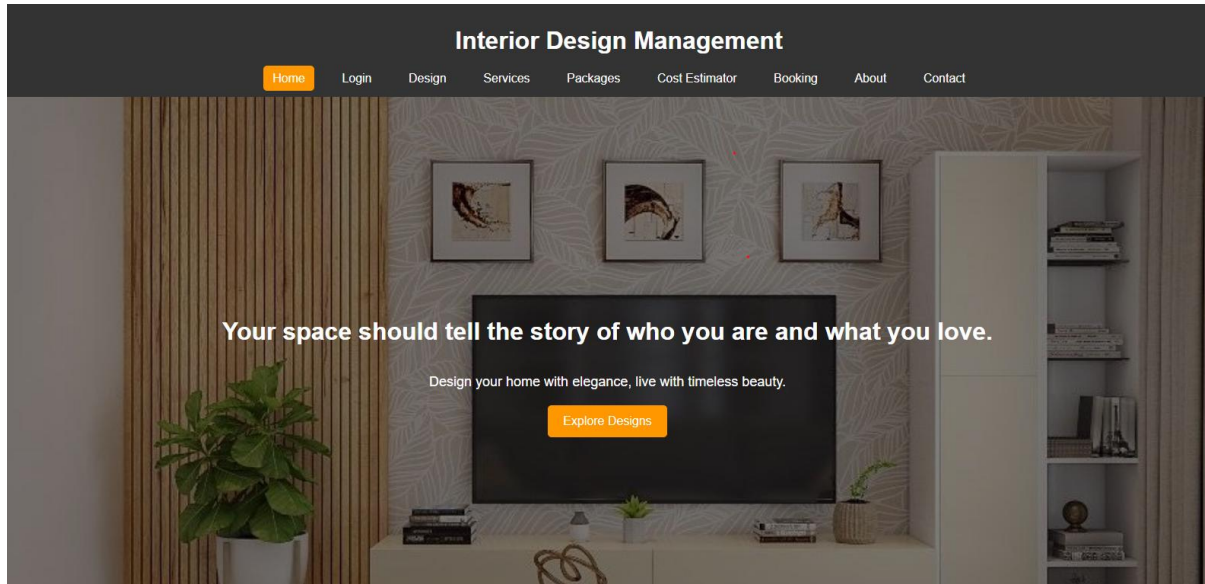 Interior Design Management
Home Login Design Services Packages Cost Estimator Booking About Contact
Your space should tell the story of who you are and what you love.
Design your home with elegance, live with timeless beauty.
Explore Designs